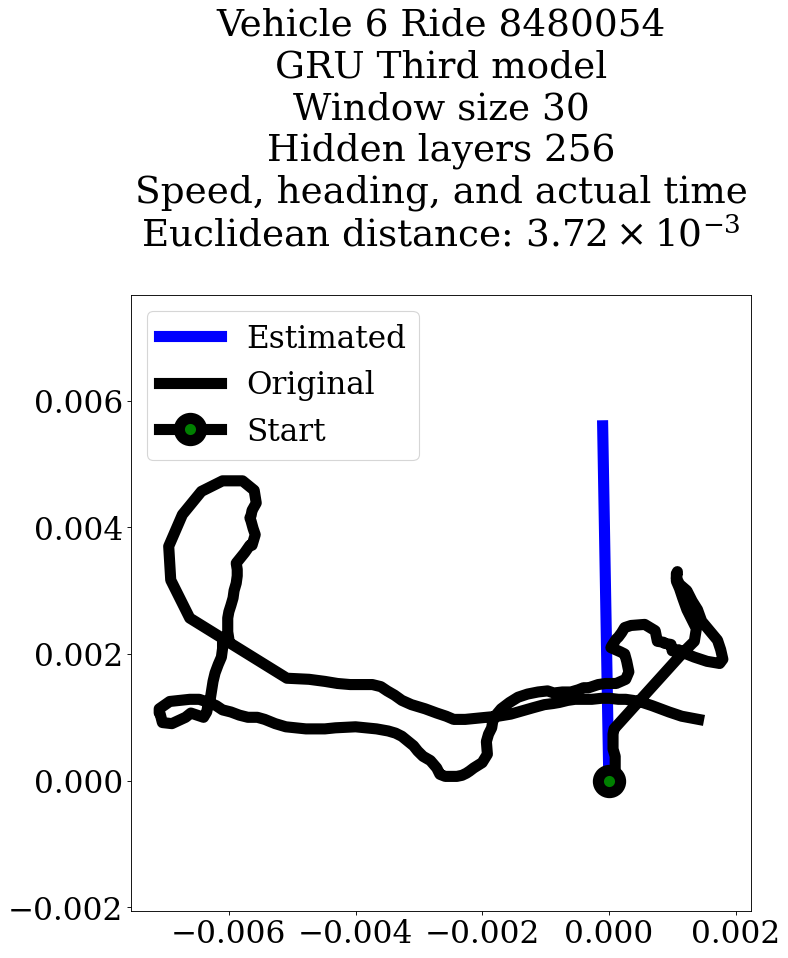 Vehicle 6 Ride 8480054
GRU Third model
Window size 30
Hidden layers 256
Speed, heading, and actual time
Euclidean distance: 3.72 × 10⁻³
Estimated
Original
Start
0.006
0.004
0.002
0.000
−0.002
−0.006 −0.004 −0.002 0.000 0.002